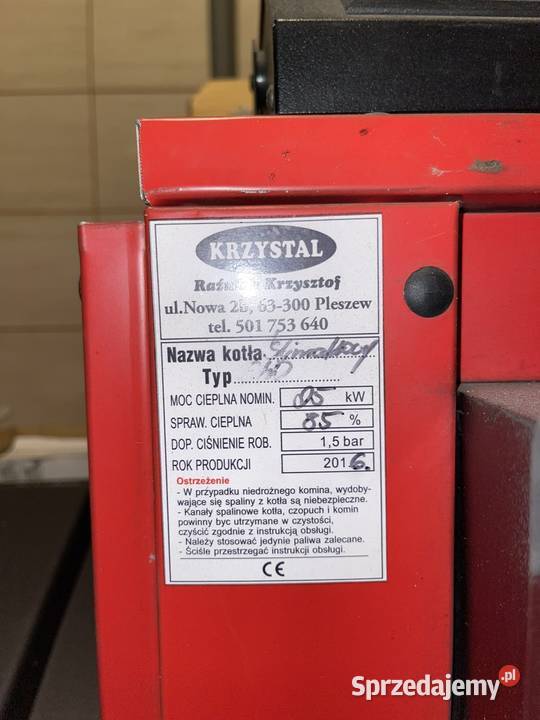 KRZYSTAL
Krzysztof
ul.Nowa 2B, 63-300 Pleszew
tel. 501 753 640
Nazwa kotła. Ślimakowy
Typ
MOC CIEPLNA NOMIN. 25 kW
SPRAW. CIEPLNA 85 %
DOP. CIŚNIENIE ROB. 1,5 bar
ROK PRODUKCJI 2016.
Ostrzeżenie
- W przypadku niedrożnego komina, wydoby-
wające się spaliny z kotła są niebezpieczne.
- Kanały spalinowe kotła, czopuch i komin
powinny być utrzymane w czystości,
czyścić zgodnie z instrukcją obsługi.
- Należy stosować jedynie paliwa zalecane.
- Ściśle przestrzegać instrukcji obsługi.
CE
Sprzedajemy.pl